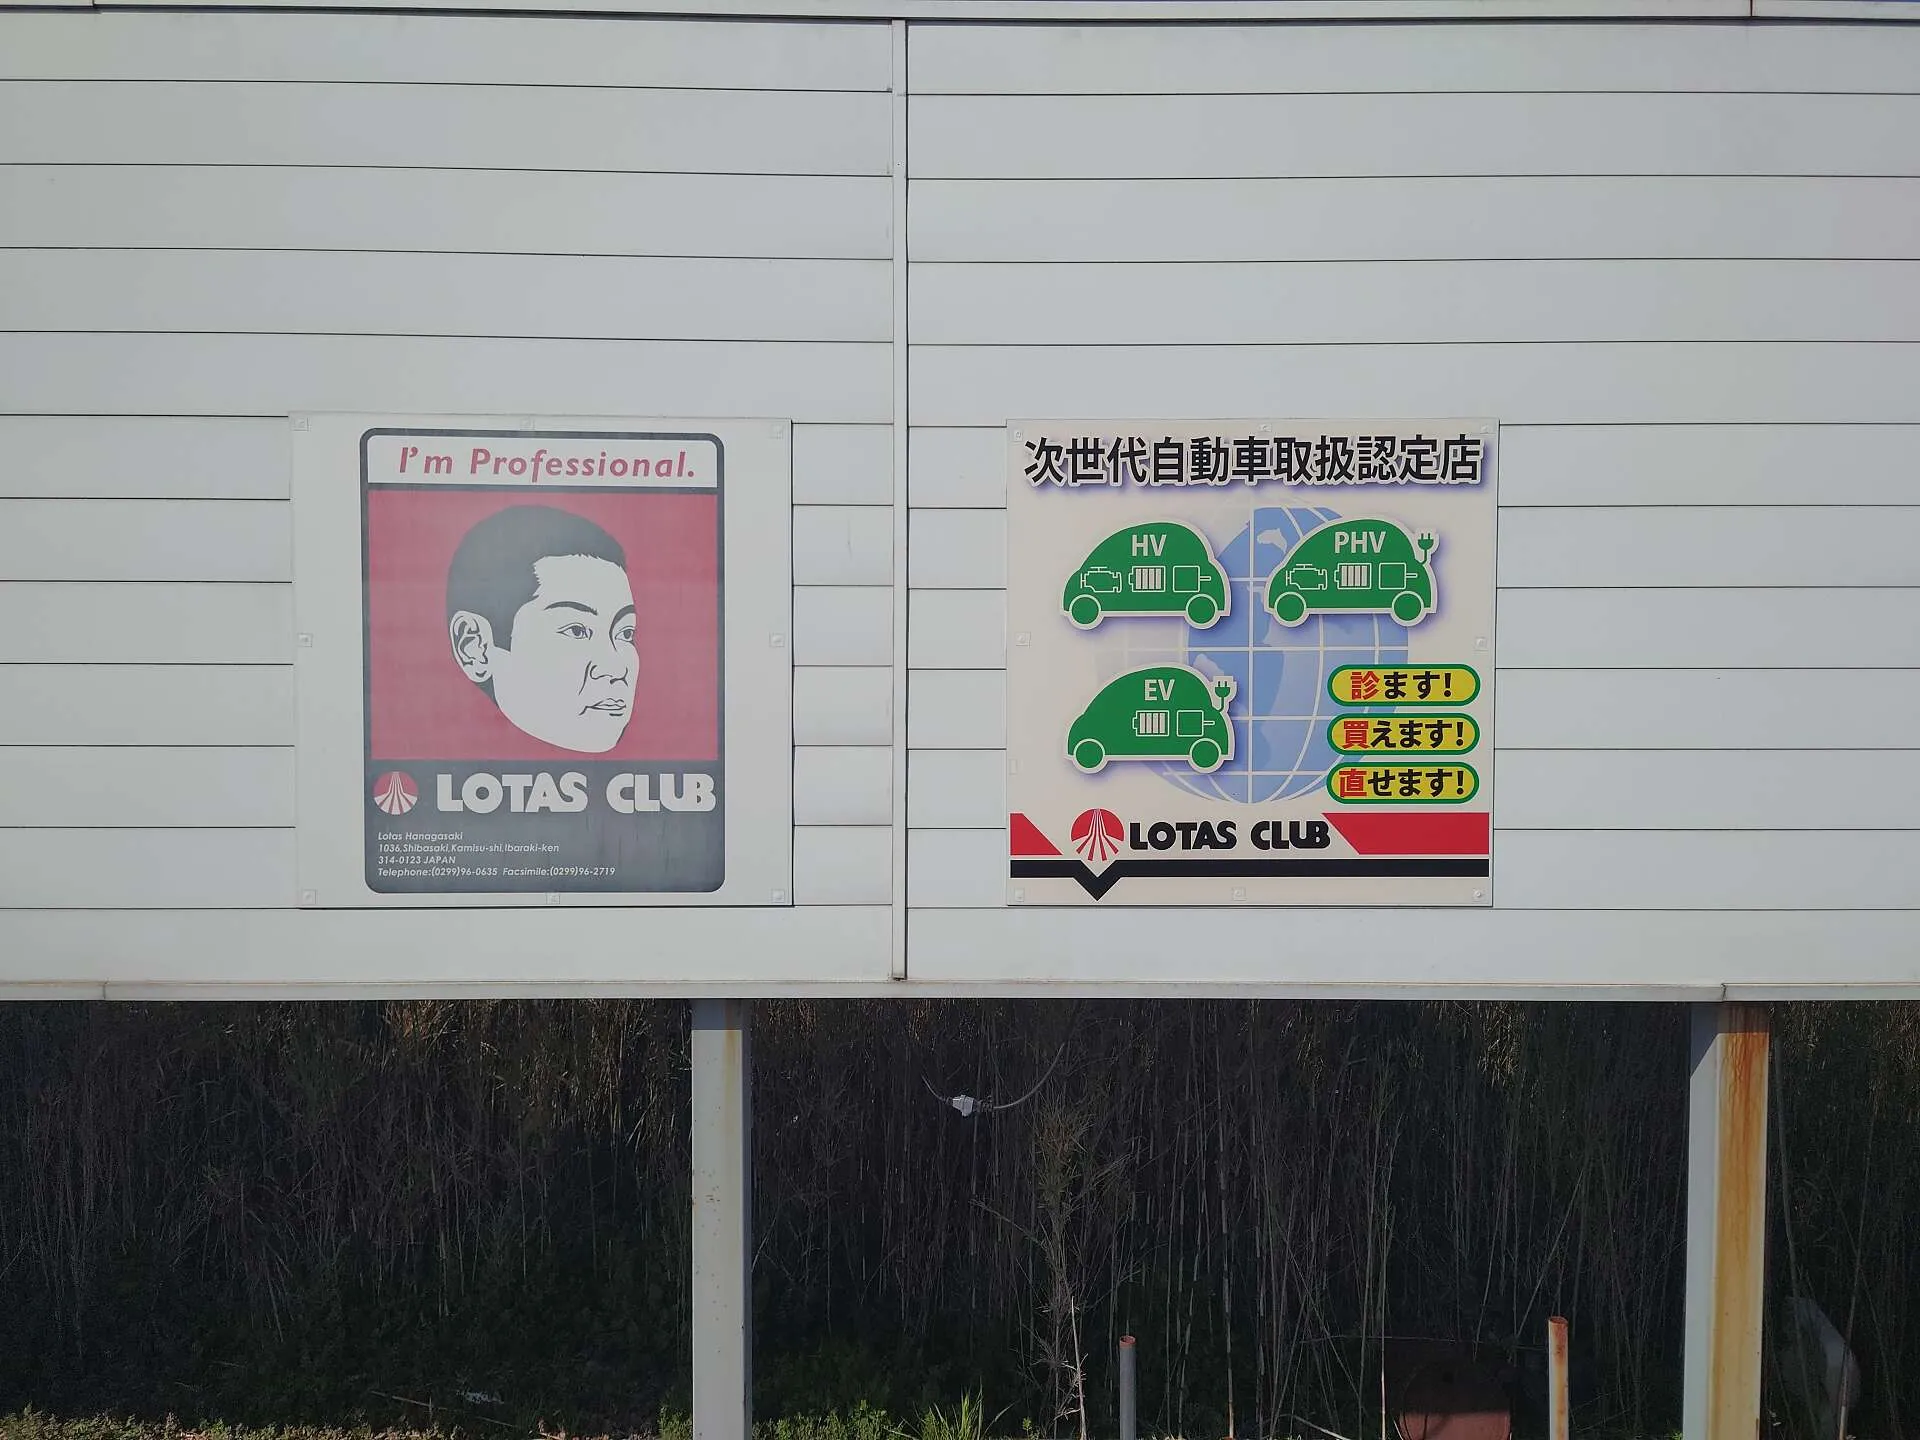 I'm Professional.
LOTAS CLUB
Lotas Hanagasaki
1036,Shibasaki,Kamisu-shi,Ibaraki-ken
314-0123 JAPAN
Telephone:(0299)96-0635 Facsimile:(0299)96-2719
次世代自動車取扱認定店
HV
PHV
EV
診ます!
買えます!
直せます!
LOTAS CLUB